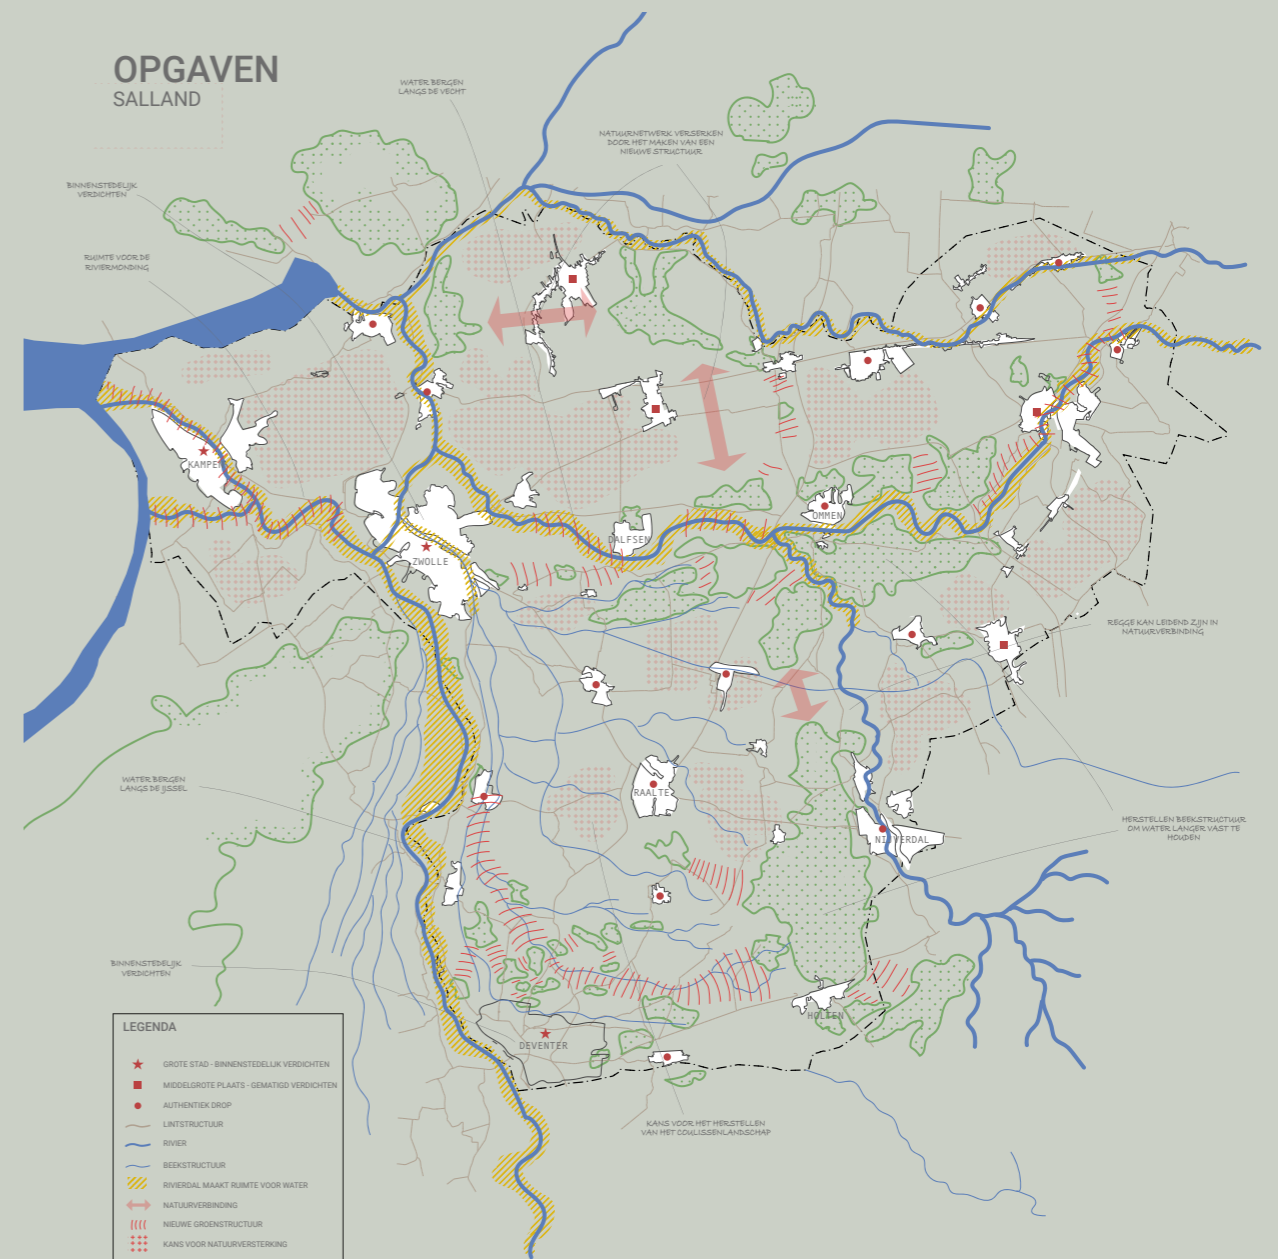 OPGAVEN
SALLAND
WATER BERGEN
LANGS DE VECHT
NATUURNETWERK VERSERKEN
DOOR HET MAKEN VAN EEN
NIEUWE STRUCTUUR
BINNENSTEDELIJK
VERDICHTEN
RUIMTE VOOR DE
RIVIERMONDING
KAMPEN
ZWOLLE
DALFSEN
OMMEN
REGGE KAN LEIDEND ZIJN IN
NATUURVERBINDING
WATER BERGEN
LANGS DE IJSSEL
RAALTE
NIJVERDAL
HERSTELLEN BEEKSTRUCTUUR
OM WATER LANGER VAST TE
HOUDEN
BINNENSTEDELIJK
VERDICHTEN
HOLTEN
DEVENTER
KANS VOOR HET HERSTELLEN
VAN HET COULISSENLANDSCHAP
LEGENDA
GROTE STAD - BINNENSTEDELIJK VERDICHTEN
MIDDELGROTE PLAATS - GEMATIGD VERDICHTEN
AUTHENTIEK DROP
LINTSTRUCTUUR
RIVIER
BEEKSTRUCTUUR
RIVIERDAL MAAKT RUIMTE VOOR WATER
NATUURVERBINDING
NIEUWE GROENSTRUCTUUR
KANS VOOR NATUURVERSTERKING